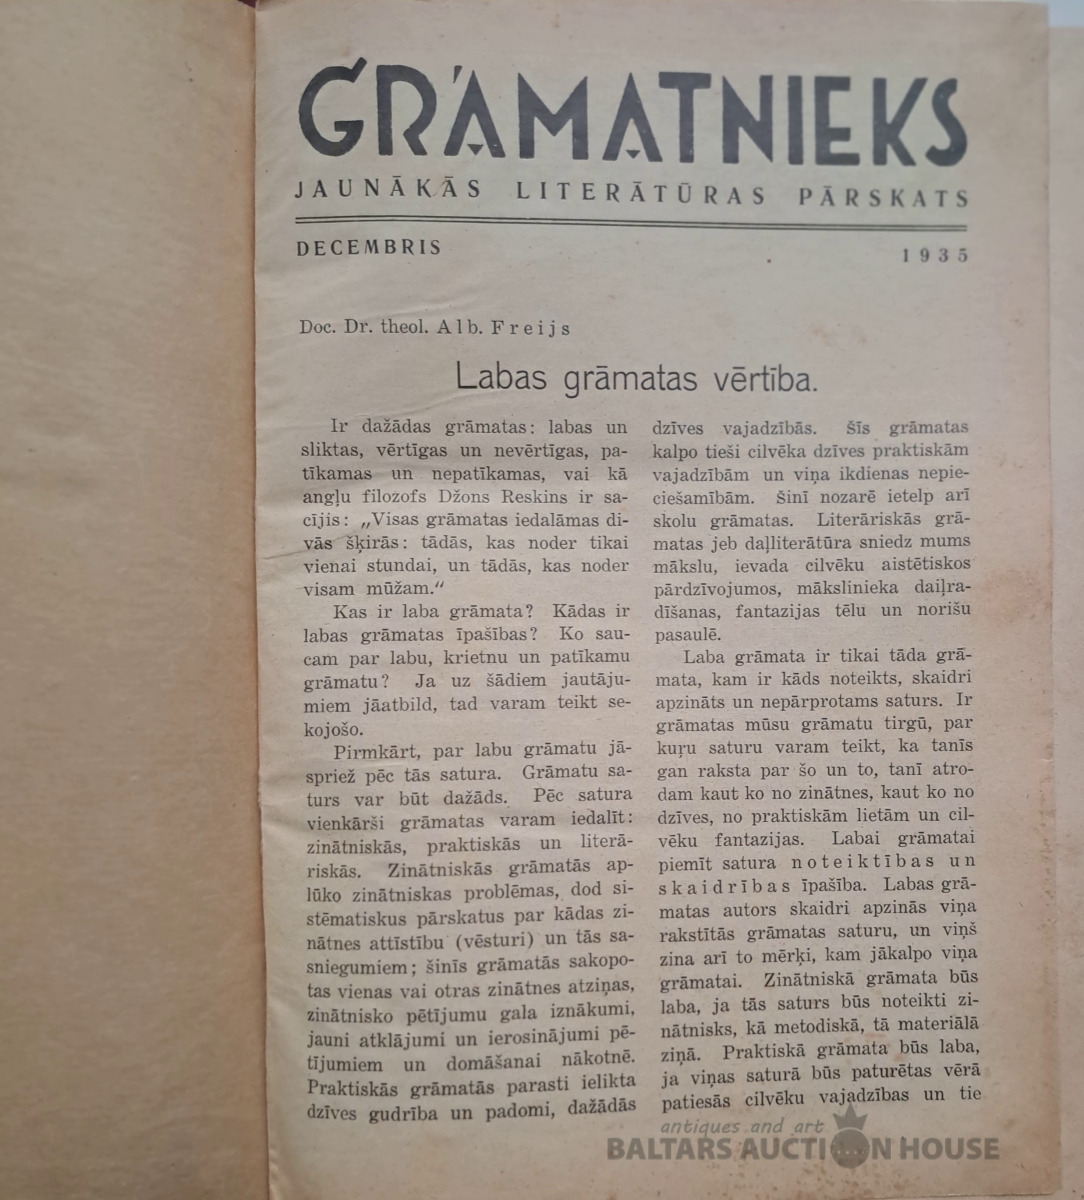 GRĀMATNIEKS
JAUNĀKĀS LITERĀTŪRAS PĀRSKATS
DECEMBRIS 1935
Doc. Dr. theol. Alb. Freijs
Labas grāmatas vērtība.
Ir dažādas grāmatas: labas un
sliktas, vērtīgas un nevērtīgas, pa-
tīkamas un nepatīkamas, vai kā
angļu filozofs Džons Reskins ir sa-
cījis: „Visas grāmatas iedalāmas di-
vās šķirās: tādās, kas noder tikai
vienai stundai, un tādās, kas noder
visam mūžam.“
Kas ir laba grāmata? Kādas ir
labas grāmatas īpašības? Ko sau-
cam par labu, krietnu un patīkamu
grāmatu? Ja uz šādiem jautāju-
miem jāatbild, tad varam teikt se-
kojošo.
Pirmkārt, par labu grāmatu jā-
spriež pēc tās satura. Grāmatu sa-
turs var būt dažāds. Pēc satura
vienkārši grāmatas varam iedalīt:
zinātniskās, praktiskās un literā-
riskās. Zinātniskās grāmatās ap-
lūko zinātniskas problēmas, dod si-
stēmatiskus pārskatus par kādas zi-
nātnes attīstību (vēsturi) un tās sa-
sniegumiem; šinīs grāmatās sakopo-
tas vienas vai otras zinātnes atziņas,
zinātnisko pētījumu gala iznākumi,
jauni atklājumi un ierosinājumi pē-
tījumiem un domāšanai nākotnē.
Praktiskās grāmatās parasti ielikta
dzīves gudrība un padomi, dažādās
dzīves vajadzībās. Šīs grāmatas
kalpo tieši cilvēka dzīves praktiskām
vajadzībām un viņa ikdienas nepie-
ciešamībām. Šinī nozarē ietelp arī
skolu grāmatas. Literāriskās grā-
matas jeb daļliterātūra sniedz mums
mākslu, ievada cilvēku aistētiskos
pārdzīvojumos, mākslinieka daiļra-
dīšanas, fantazijas tēlu un norišu
pasaulē.
Laba grāmata ir tikai tāda grā-
mata, kam ir kāds noteikts, skaidri
apzināts un nepārprotams saturs. Ir
grāmatas mūsu grāmatu tirgū, par
kuŗu saturu varam teikt, ka tanīs
gan raksta par šo un to, tanī atro-
dam kaut ko no zinātnes, kaut ko no
dzīves, no praktiskām lietām un cil-
vēku fantazijas. Labai grāmatai
piemīt satura noteiktības un
skaidrības īpašība. Labas grā-
matas autors skaidri apzinās viņa
rakstītās grāmatas saturu, un viņš
zina arī to mērķi, kam jākalpo viņa
grāmatai. Zinātniskā grāmata būs
laba, ja tās saturs būs noteikti zi-
nātnisks, kā metodiskā, tā materiālā
ziņā. Praktiskā grāmata būs laba,
ja viņas saturā būs paturētas vērā
patiesās cilvēku vajadzības un tie
antiques and art
BALTARS AUCTION HOUSE